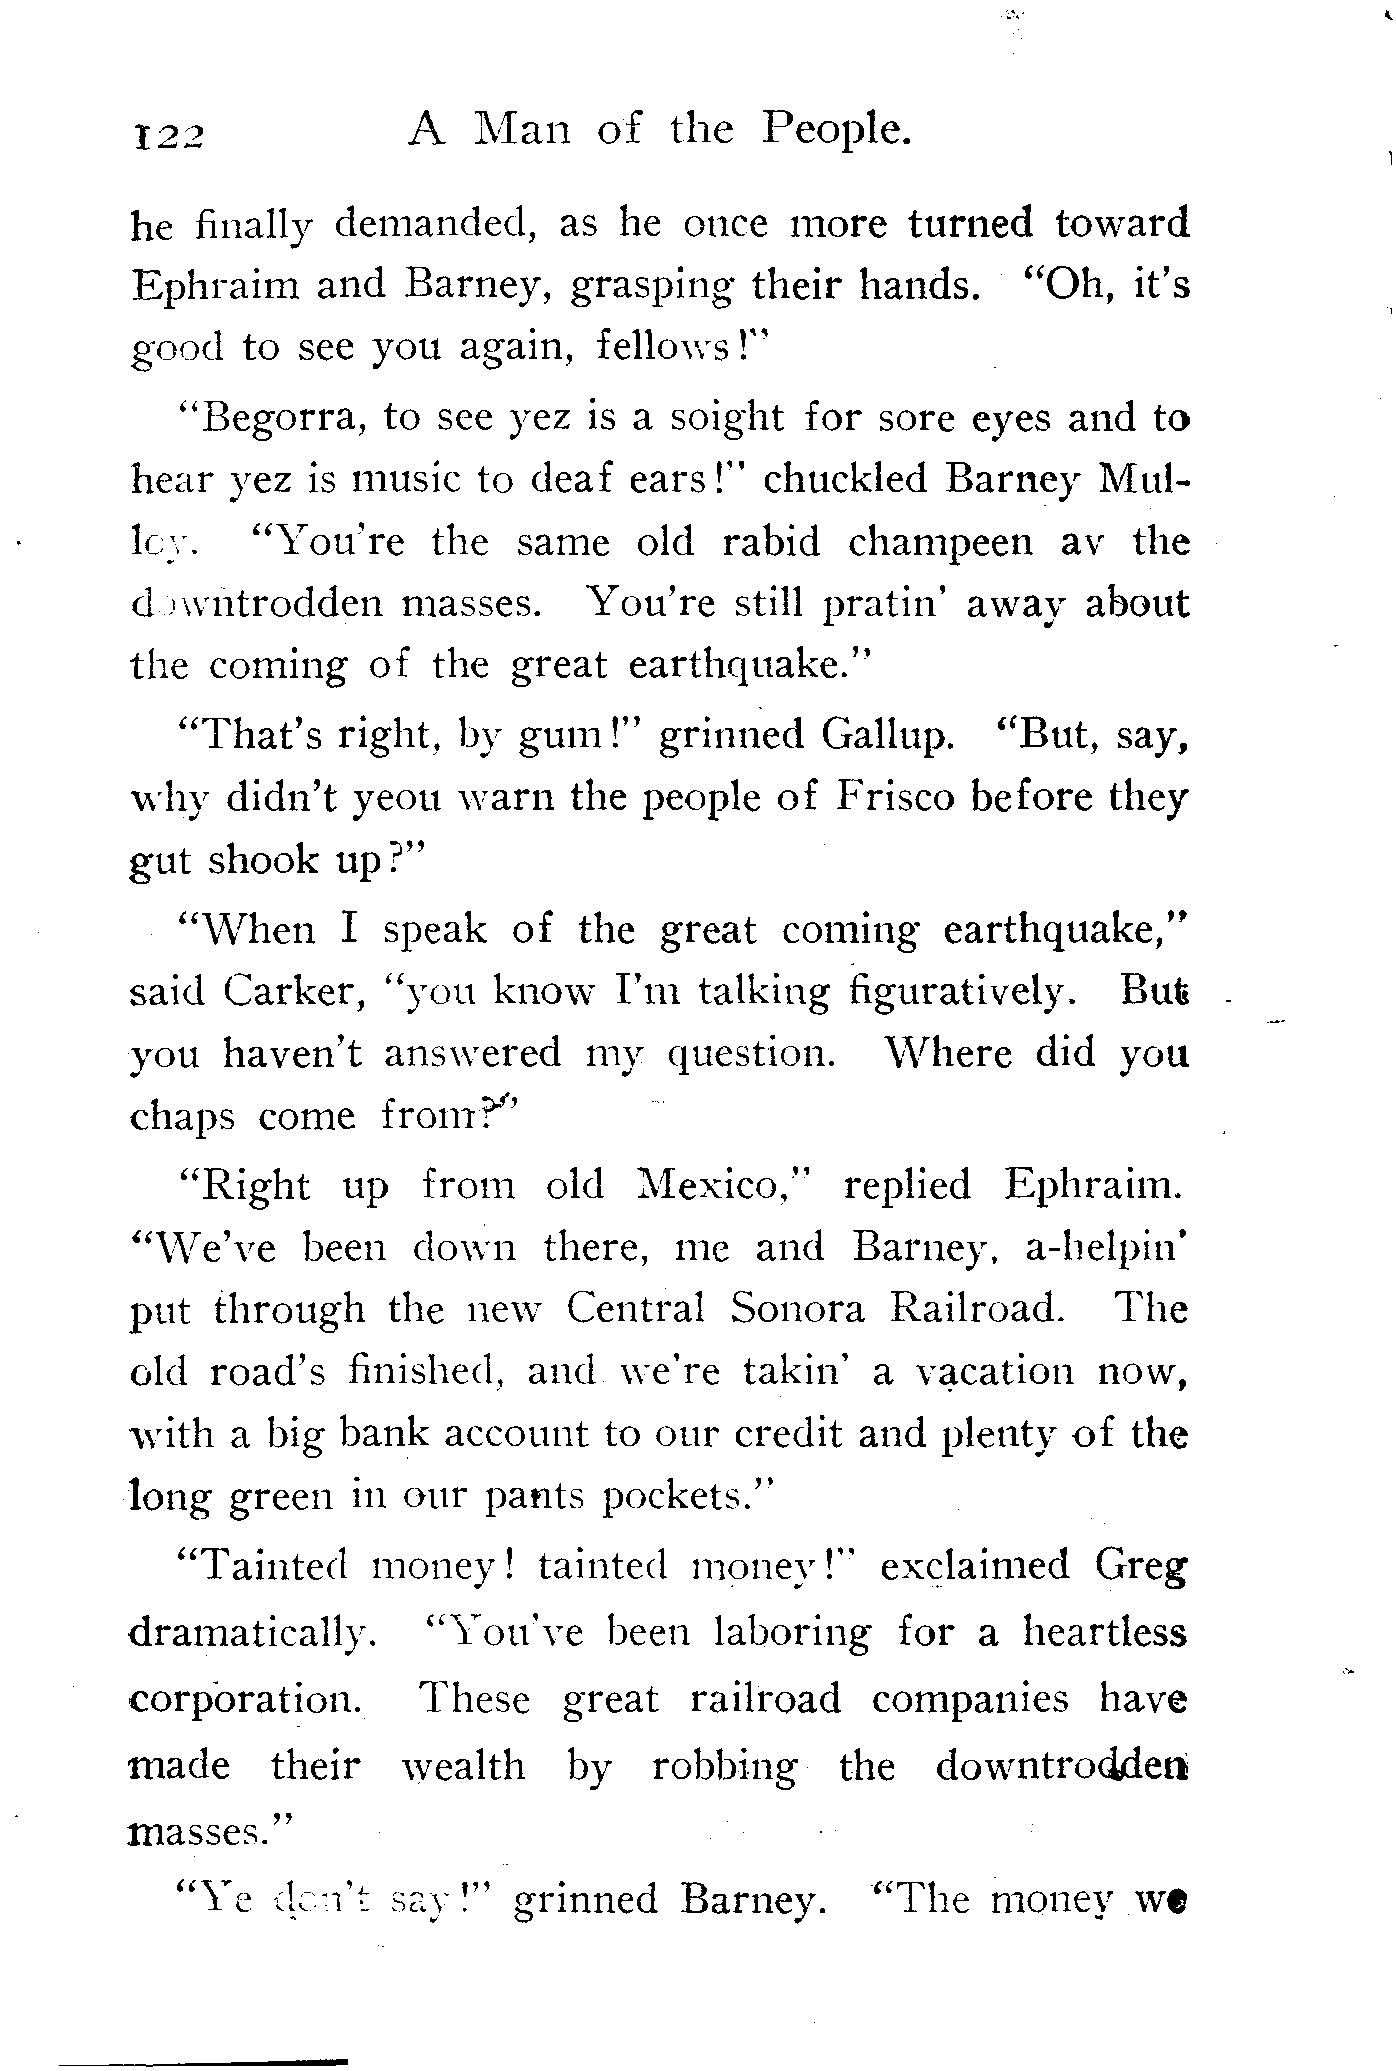 122 A Man of the People.
he finally demanded, as he once more turned toward
Ephraim and Barney, grasping their hands. "Oh, it's
good to see you again, fellows!"
"Begorra, to see yez is a soight for sore eyes and to
hear yez is music to deaf ears!" chuckled Barney Mul-
loy. "You're the same old rabid champeen av the
downtrodden masses. You're still pratin' away about
the coming of the great earthquake."
"That's right, by gum!" grinned Gallup. "But, say,
why didn't yeou warn the people of Frisco before they
gut shook up?"
"When I speak of the great coming earthquake,"
said Carker, "you know I'm talking figuratively. But
you haven't answered my question. Where did you
chaps come from?"
"Right up from old Mexico," replied Ephraim.
"We've been down there, me and Barney, a-helpin'
put through the new Central Sonora Railroad. The
old road's finished, and we're takin' a vacation now,
with a big bank account to our credit and plenty of the
long green in our pants pockets."
"Tainted money! tainted money!" exclaimed Greg
dramatically. "You've been laboring for a heartless
corporation. These great railroad companies have
made their wealth by robbing the downtrodden
masses."
"Ye don't say!" grinned Barney. "The money we